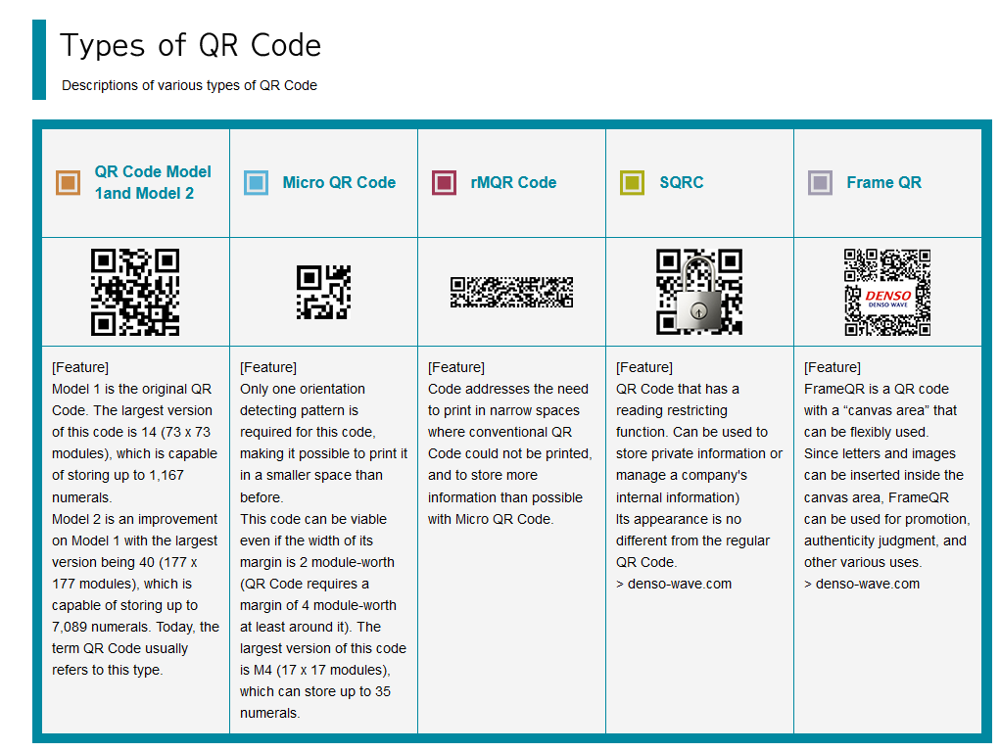 Types of QR Code
Descriptions of various types of QR Code
QR Code Model
1and Model 2
Micro QR Code
rMQR Code
SQRC
Frame QR
DENSO
DENSO WAVE
[Feature]
Model 1 is the original QR
Code. The largest version
of this code is 14 (73 x 73
modules), which is capable
of storing up to 1,167
numerals.
Model 2 is an improvement
on Model 1 with the largest
version being 40 (177 x
177 modules), which is
capable of storing up to
7,089 numerals. Today, the
term QR Code usually
refers to this type.
[Feature]
Only one orientation
detecting pattern is
required for this code,
making it possible to print it
in a smaller space than
before.
This code can be viable
even if the width of its
margin is 2 module-worth
(QR Code requires a
margin of 4 module-worth
at least around it). The
largest version of this code
is M4 (17 x 17 modules),
which can store up to 35
numerals.
[Feature]
Code addresses the need
to print in narrow spaces
where conventional QR
Code could not be printed,
and to store more
information than possible
with Micro QR Code.
[Feature]
QR Code that has a
reading restricting
function. Can be used to
store private information or
manage a company's
internal information)
Its appearance is no
different from the regular
QR Code.
> denso-wave.com
[Feature]
FrameQR is a QR code
with a “canvas area” that
can be flexibly used.
Since letters and images
can be inserted inside the
canvas area, FrameQR
can be used for promotion,
authenticity judgment, and
other various uses.
> denso-wave.com